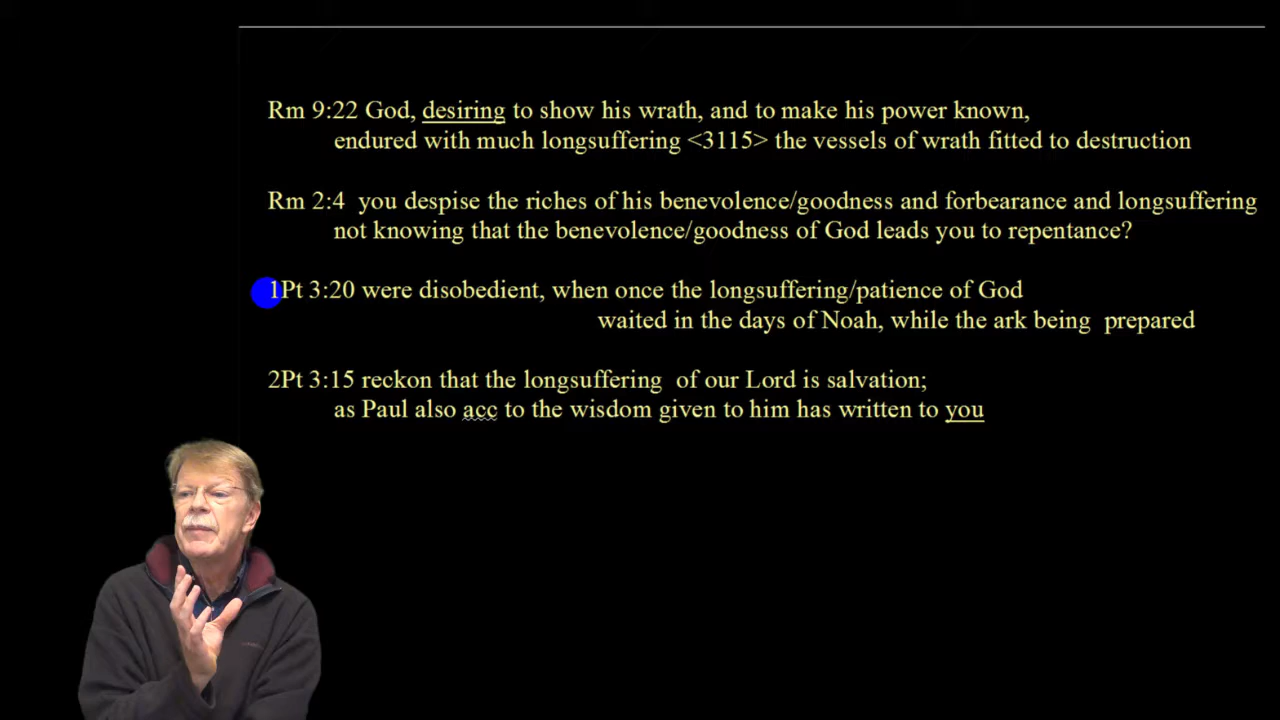 Rm 9:22 God, desiring to show his wrath, and to make his power known,
endured with much longsuffering <3115> the vessels of wrath fitted to destruction
Rm 2:4 you despise the riches of his benevolence/goodness and forbearance and longsuffering
not knowing that the benevolence/goodness of God leads you to repentance?
1Pt 3:20 were disobedient, when once the longsuffering/patience of God
waited in the days of Noah, while the ark being prepared
2Pt 3:15 reckon that the longsuffering of our Lord is salvation;
as Paul also acc to the wisdom given to him has written to you